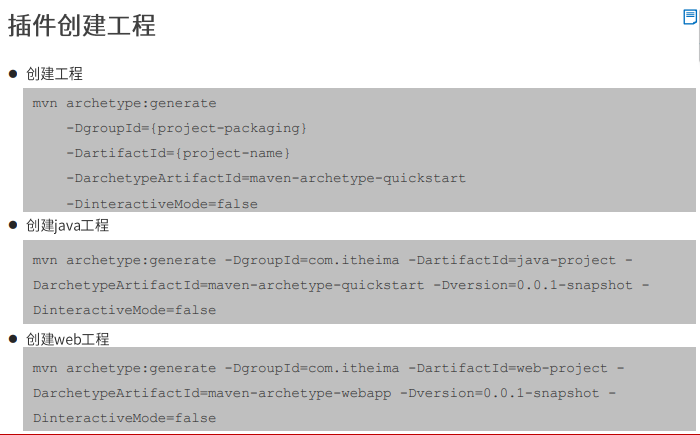 插件创建工程
● 创建工程
mvn archetype:generate
-DgroupId={project-packaging}
-DartifactId={project-name}
-DarchetypeArtifactId=maven-archetype-quickstart
-DinteractiveMode=false
● 创建java工程
mvn archetype:generate -DgroupId=com.itheima -DartifactId=java-project -
DarchetypeArtifactId=maven-archetype-quickstart -Dversion=0.0.1-snapshot -
DinteractiveMode=false
● 创建web工程
mvn archetype:generate -DgroupId=com.itheima -DartifactId=web-project -
DarchetypeArtifactId=maven-archetype-webapp -Dversion=0.0.1-snapshot -
DinteractiveMode=false